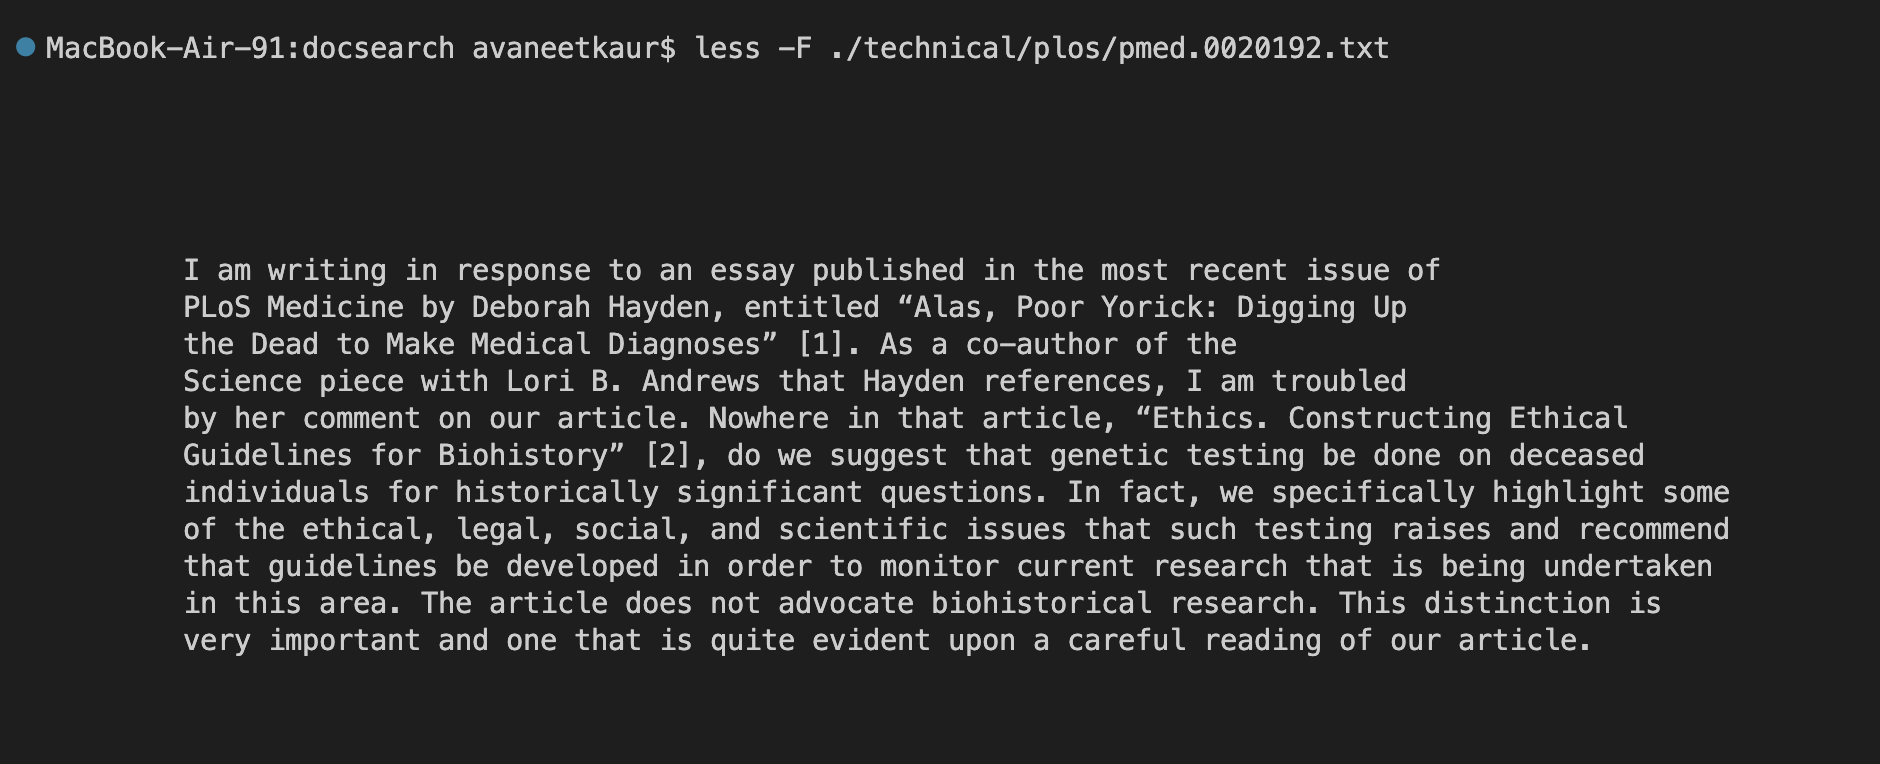 MacBook-Air-91:docsearch avaneetkaur$ less -F ./technical/plos/pmed.0020192.txt
I am writing in response to an essay published in the most recent issue of
PLoS Medicine by Deborah Hayden, entitled “Alas, Poor Yorick: Digging Up
the Dead to Make Medical Diagnoses” [1]. As a co-author of the
Science piece with Lori B. Andrews that Hayden references, I am troubled
by her comment on our article. Nowhere in that article, “Ethics. Constructing Ethical
Guidelines for Biohistory” [2], do we suggest that genetic testing be done on deceased
individuals for historically significant questions. In fact, we specifically highlight some
of the ethical, legal, social, and scientific issues that such testing raises and recommend
that guidelines be developed in order to monitor current research that is being undertaken
in this area. The article does not advocate biohistorical research. This distinction is
very important and one that is quite evident upon a careful reading of our article.